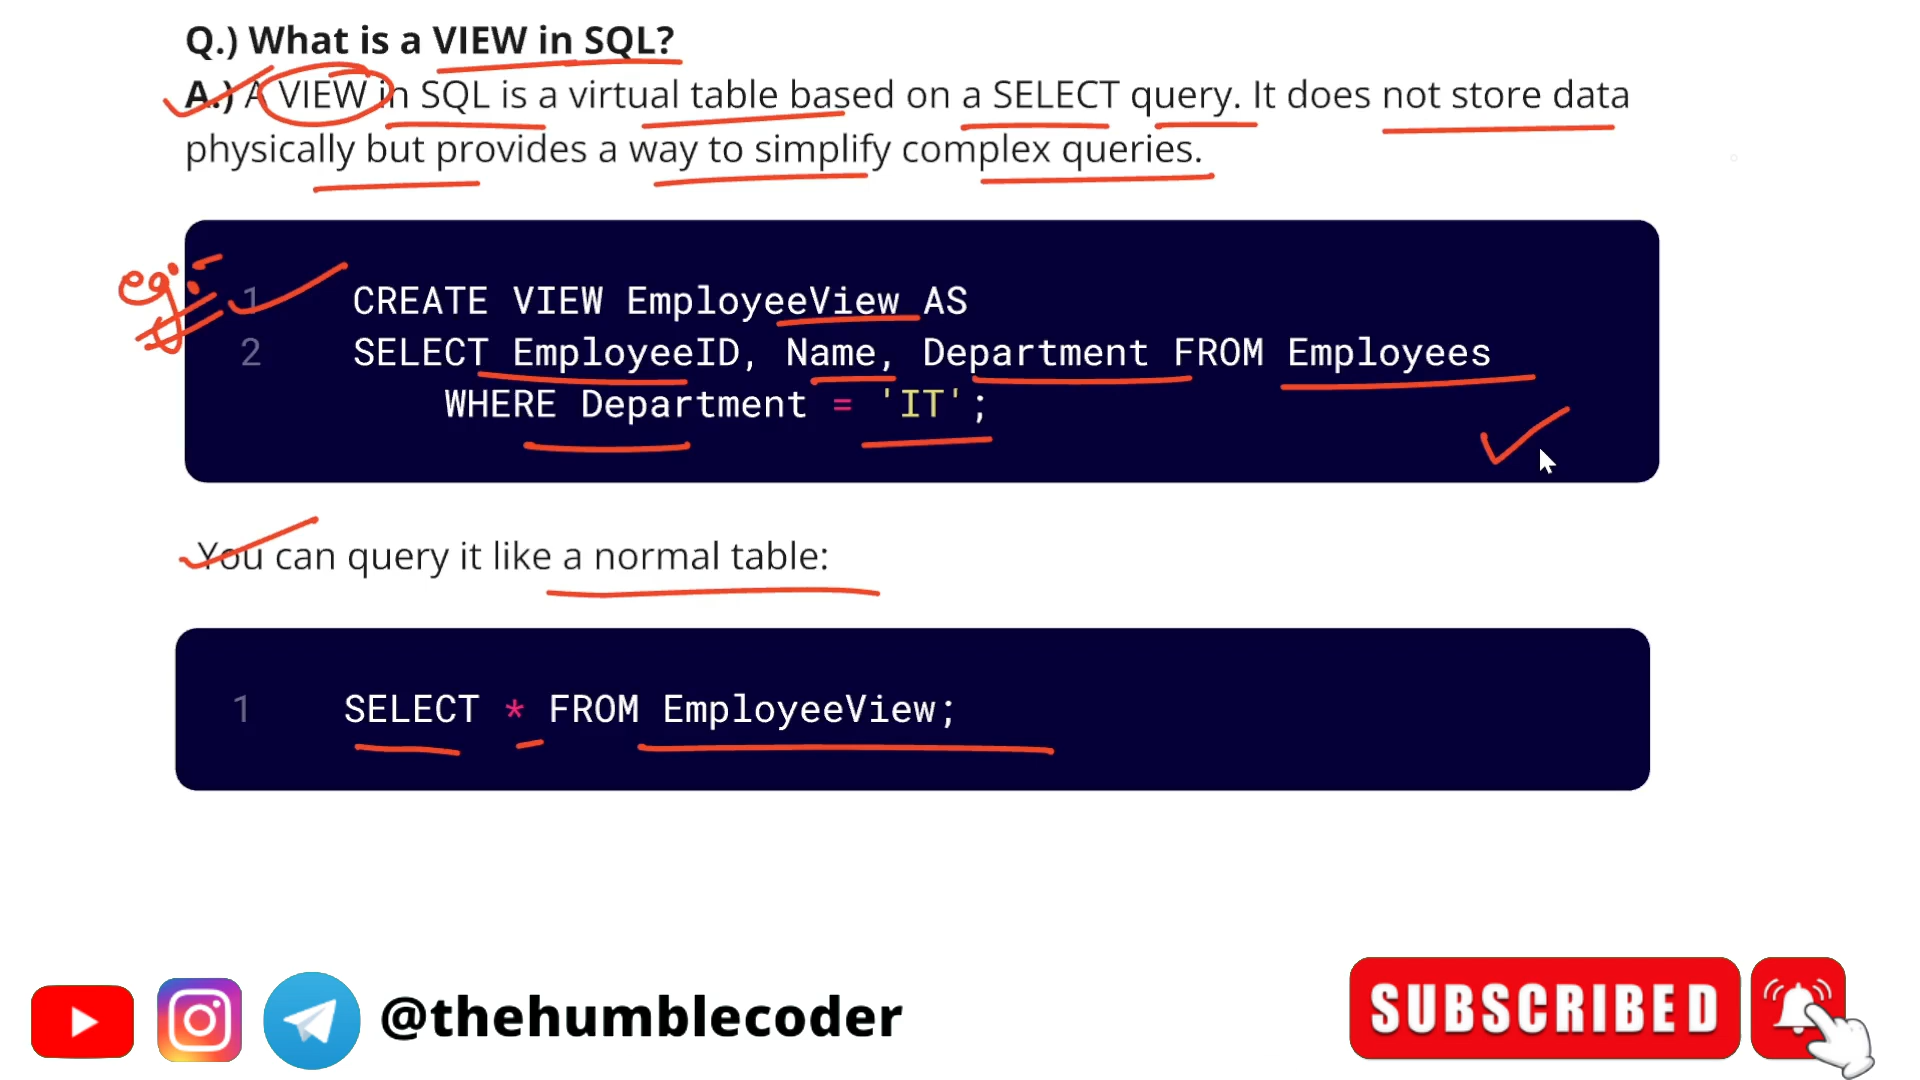 Q.) What is a VIEW in SQL?
A.) A VIEW in SQL is a virtual table based on a SELECT query. It does not store data
physically but provides a way to simplify complex queries.
eg:-
1 CREATE VIEW EmployeeView AS
2 SELECT EmployeeID, Name, Department FROM Employees
WHERE Department = 'IT';
You can query it like a normal table:
1 SELECT * FROM EmployeeView;
@thehumblecoder
SUBSCRIBED